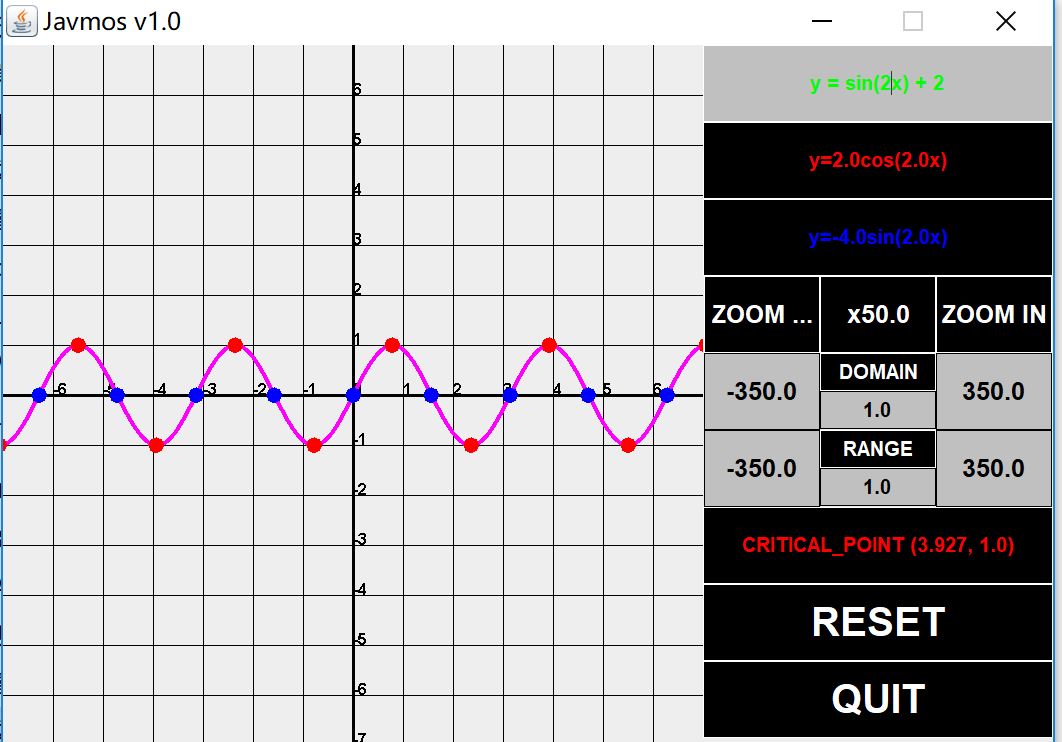 Javmos v1.0
y = sin(2x) + 2
y=2.0cos(2.0x)
y=-4.0sin(2.0x)
ZOOM ... x50.0 ZOOM IN
-350.0 DOMAIN 350.0
1.0
-350.0 RANGE 350.0
1.0
CRITICAL_POINT (3.927, 1.0)
RESET
QUIT
6
5
4
3
2
1
-6 -5 -4 -3 -2 -1 1 2 3 4 5 6
-1
-2
-3
-4
-5
-6
-7